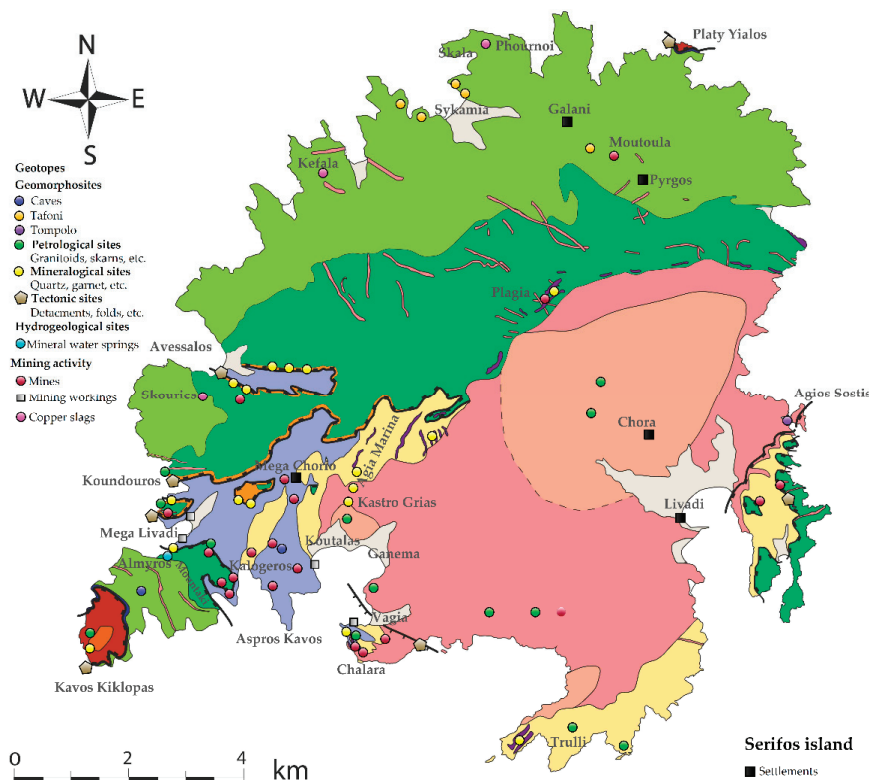 Platy Yialos
Phournoi
Skala
N
W
E
S
Sykamia
Galani
Moutoula
Kefala
Pyrgos
Geotopes
Geomorphosites
Caves
Tafoni
Tompolo
Petrological sites
Granitoids, skarns, etc.
Mineralogical sites
Quartz, garnet, etc.
Tectonic sites
Detacments, folds, etc.
Hydrogeological sites
Mineral water springs
Mining activity
Mines
Mining workings
Copper slags
Plagia
Avessalos
Skouries
Agios Sostis
Chora
Agia Marina
Mega Chorio
Koundouros
Kastro Grias
Livadi
Mega Livadi
Koutalas
Ganema
Almyros
Kalogeros
Moutaki
Vagia
Aspros Kavos
Chalara
Kavos Kiklopas
Trulli
0 2 4
km
Serifos island
Settlements